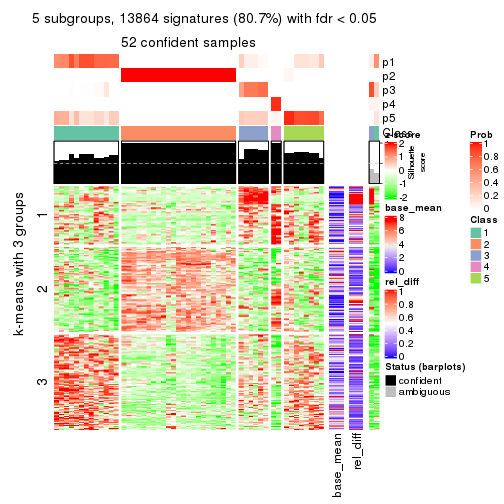 5 subgroups, 13864 signatures (80.7%) with fdr < 0.05
52 confident samples
p1
p2
p3
p4
p5
Class
Silhouette
score
k-means with 3 groups
1
2
3
base_mean
rel_diff
z-score
2
1
0
-1
-2
base_mean
8
6
4
2
0
rel_diff
1
0.8
0.6
0.4
0.2
0
Status (barplots)
confident
ambiguous
Prob
1
0.8
0.6
0.4
0.2
0
Class
1
2
3
4
5